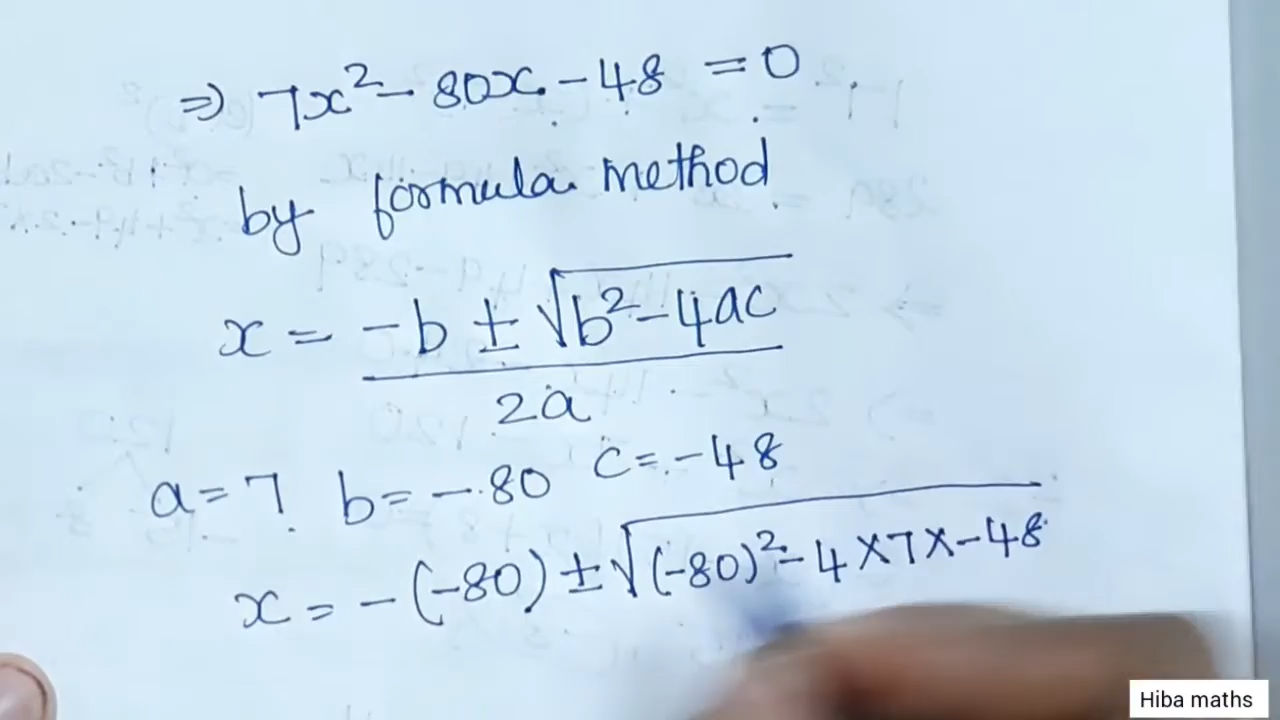 ⇒ 7x² - 80x - 48 = 0
by formula method
x = -b ± √b² - 4ac
2a
a = 7 b = -80 c = -48
x = -(-80) ± √(-80)² - 4×7×-48
Hiba maths